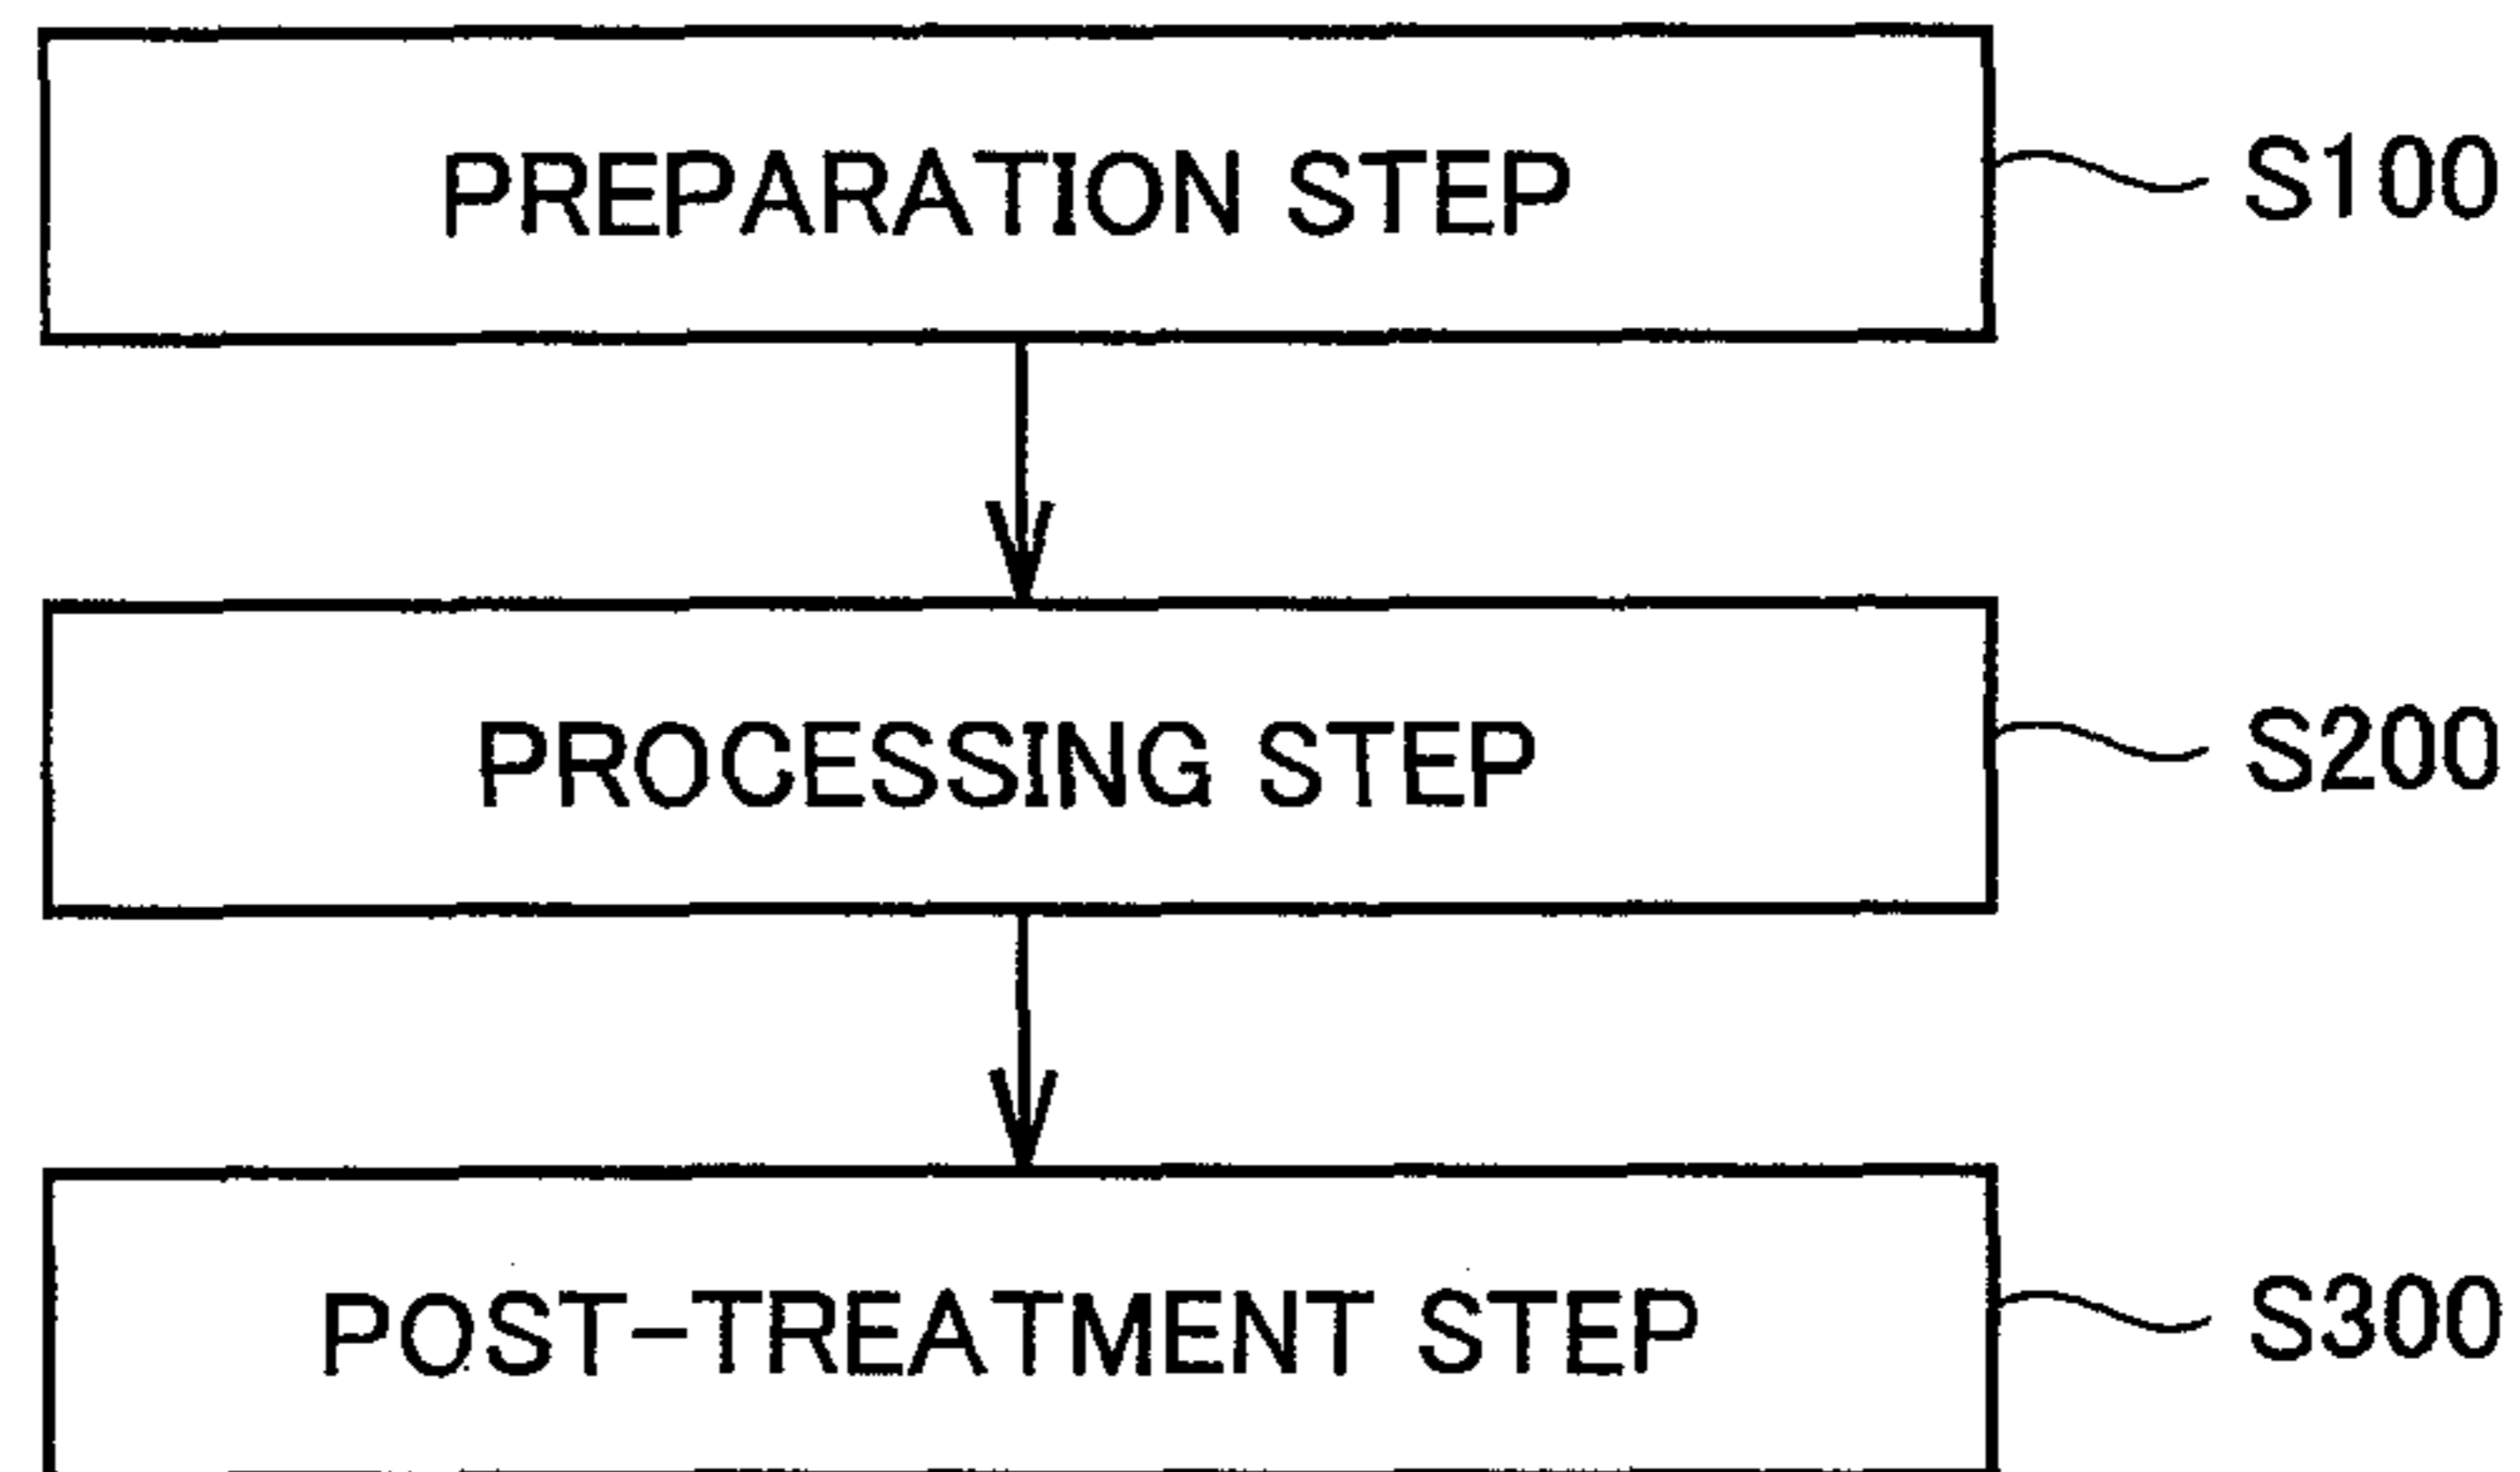 PREPARATION STEP S100
PROCESSING STEP S200
POST-TREATMENT STEP S300